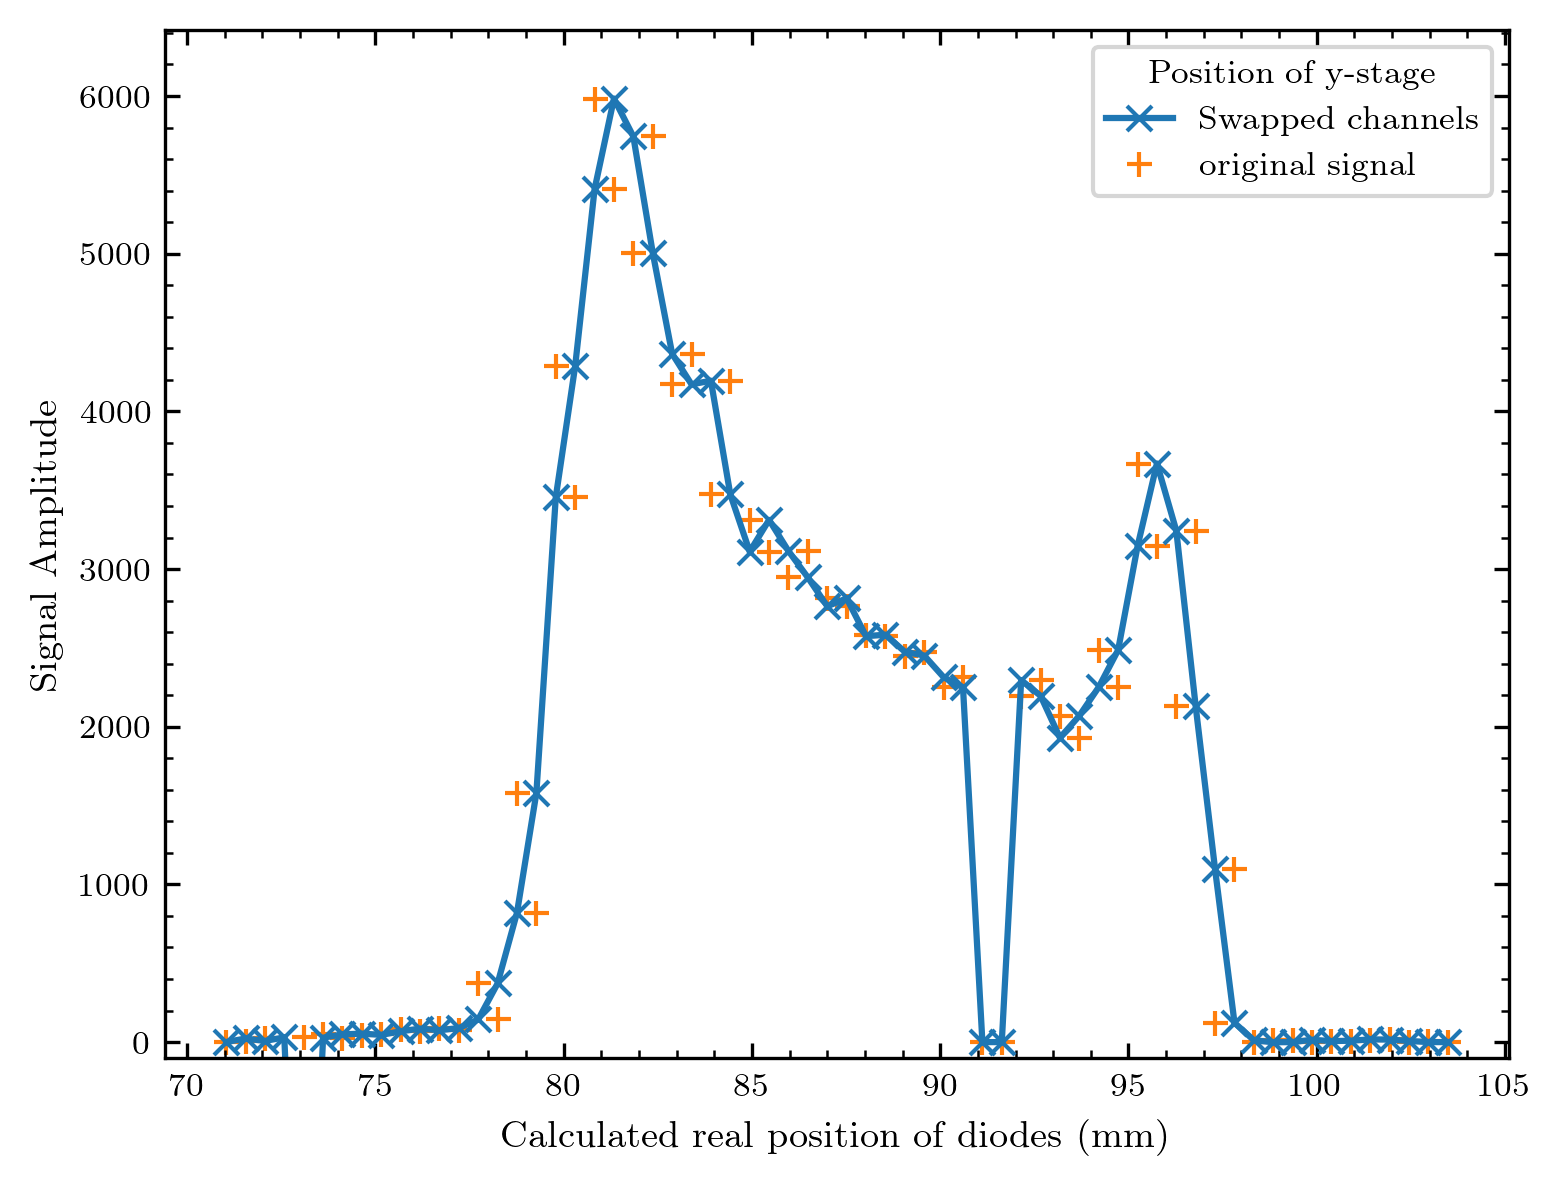 Position of y-stage
Swapped channels
original signal
Signal Amplitude
6000
5000
4000
3000
2000
1000
0
70 75 80 85 90 95 100 105
Calculated real position of diodes (mm)